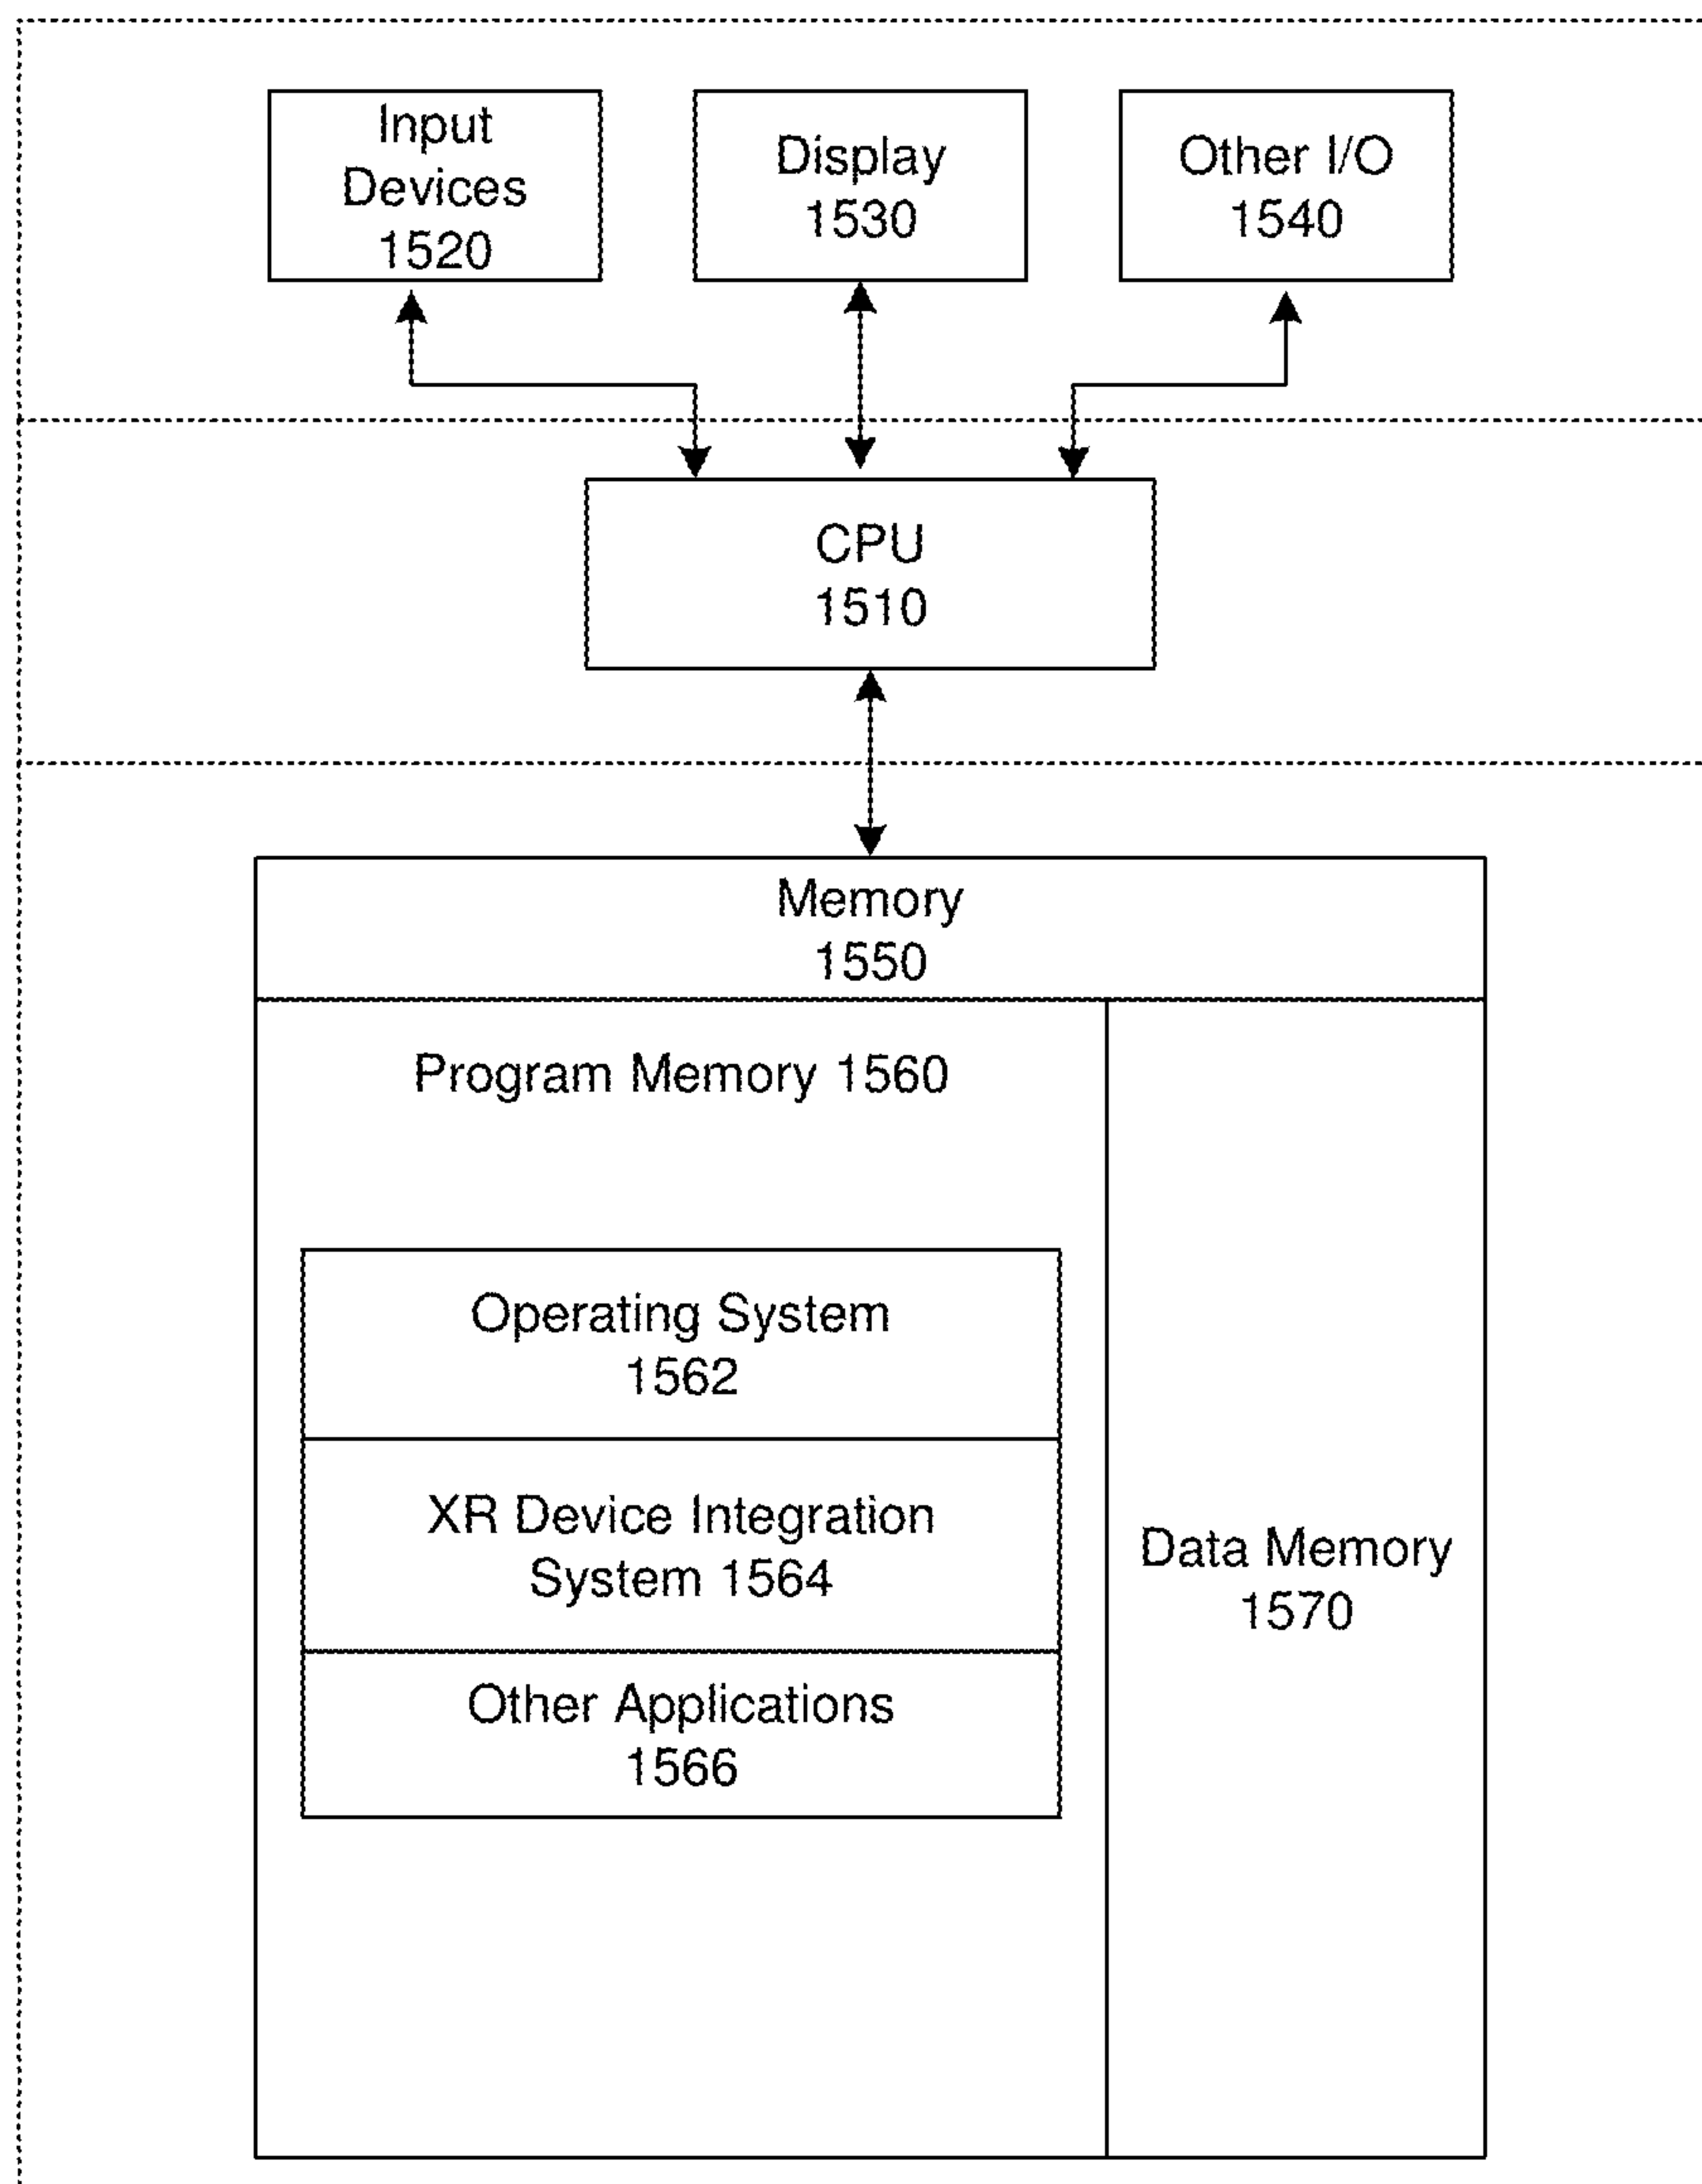 Input
Devices
1520
Display
1530
Other I/O
1540
CPU
1510
Memory
1550
Program Memory 1560
Operating System
1562
XR Device Integration
System 1564
Other Applications
1566
Data Memory
1570